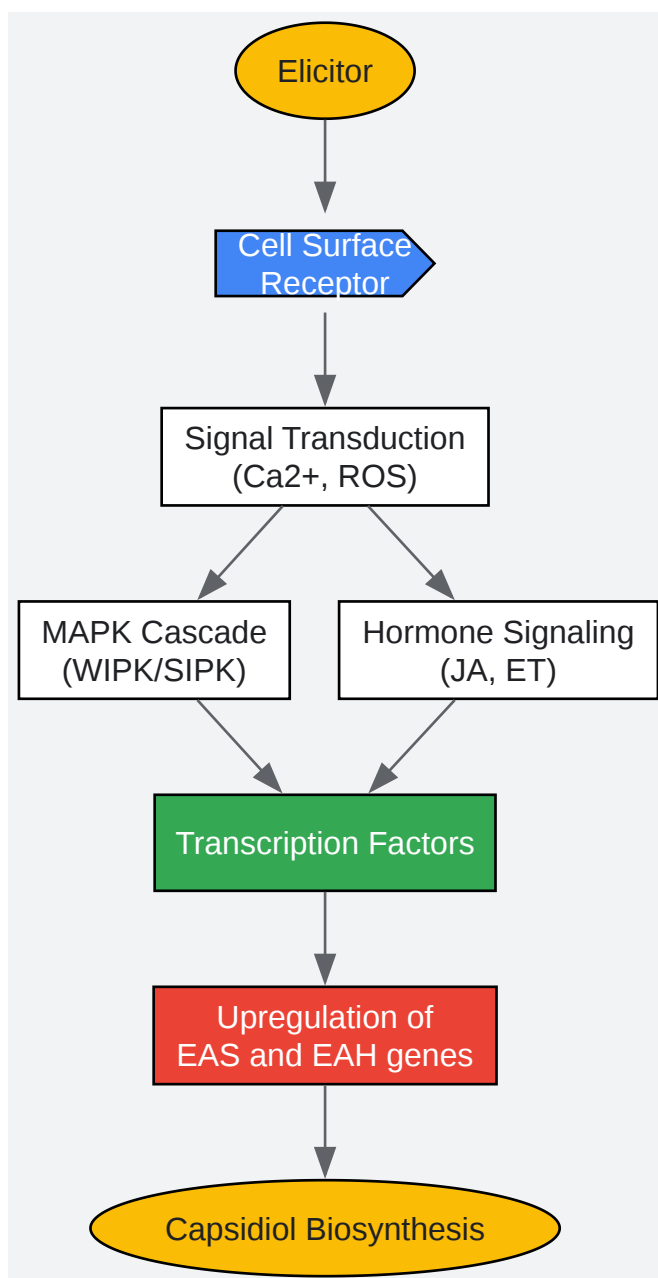 Elicitor
Cell Surface
Receptor
Signal Transduction
(Ca2+, ROS)
MAPK Cascade
(WIPK/SIPK)
Hormone Signaling
(JA, ET)
Transcription Factors
Upregulation of
EAS and EAH genes
Capsidiol Biosynthesis